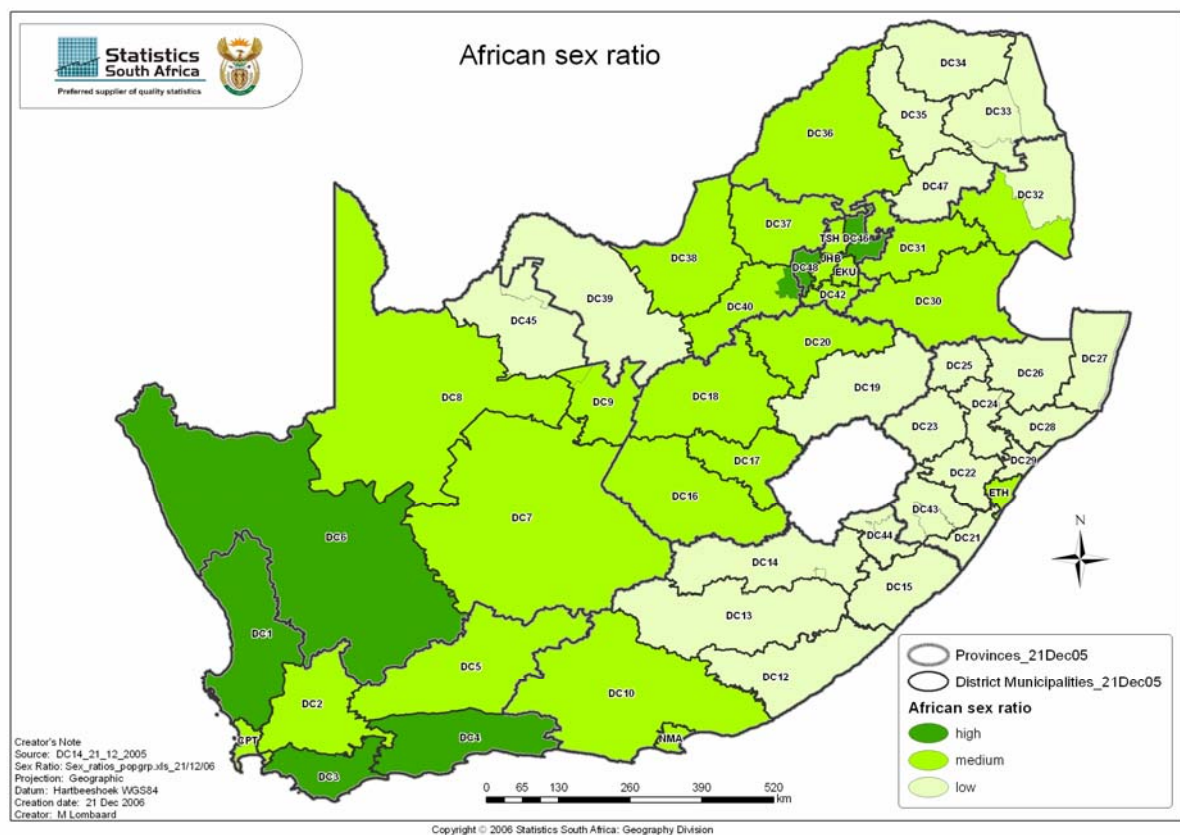 Statistics
South Africa
Preferred supplier of quality statistics
African sex ratio
DC34
DC35
DC33
DC36
DC47
DC32
DC37
TSH
DC46
DC31
DC38
JHB
DC48
EKU
DC39
DC40
DC42
DC30
DC45
DC20
DC27
DC25
DC26
DC19
DC8
DC9
DC18
DC24
DC23
DC28
DC17
DC29
DC22
DC16
ETH
DC7
DC43
DC6
DC44
DC21
DC14
DC15
DC13
DC1
DC5
DC12
DC10
DC2
CPT
DC4
NMA
DC3
N
Provinces_21Dec05
District Municipalities_21Dec05
African sex ratio
high
medium
low
Creator's Note
Source: DC14_21_12_2005
Sex Ratio: Sex_ratios_popgrp.xls_21/12/06
Projection: Geographic
Datum: Hartbeeshoek WGS84
Creation date: 21 Dec 2006
Creator: M Lombaard
0 65 130 260 390 520
km
Copyright © 2006 Statistics South Africa: Geography Division